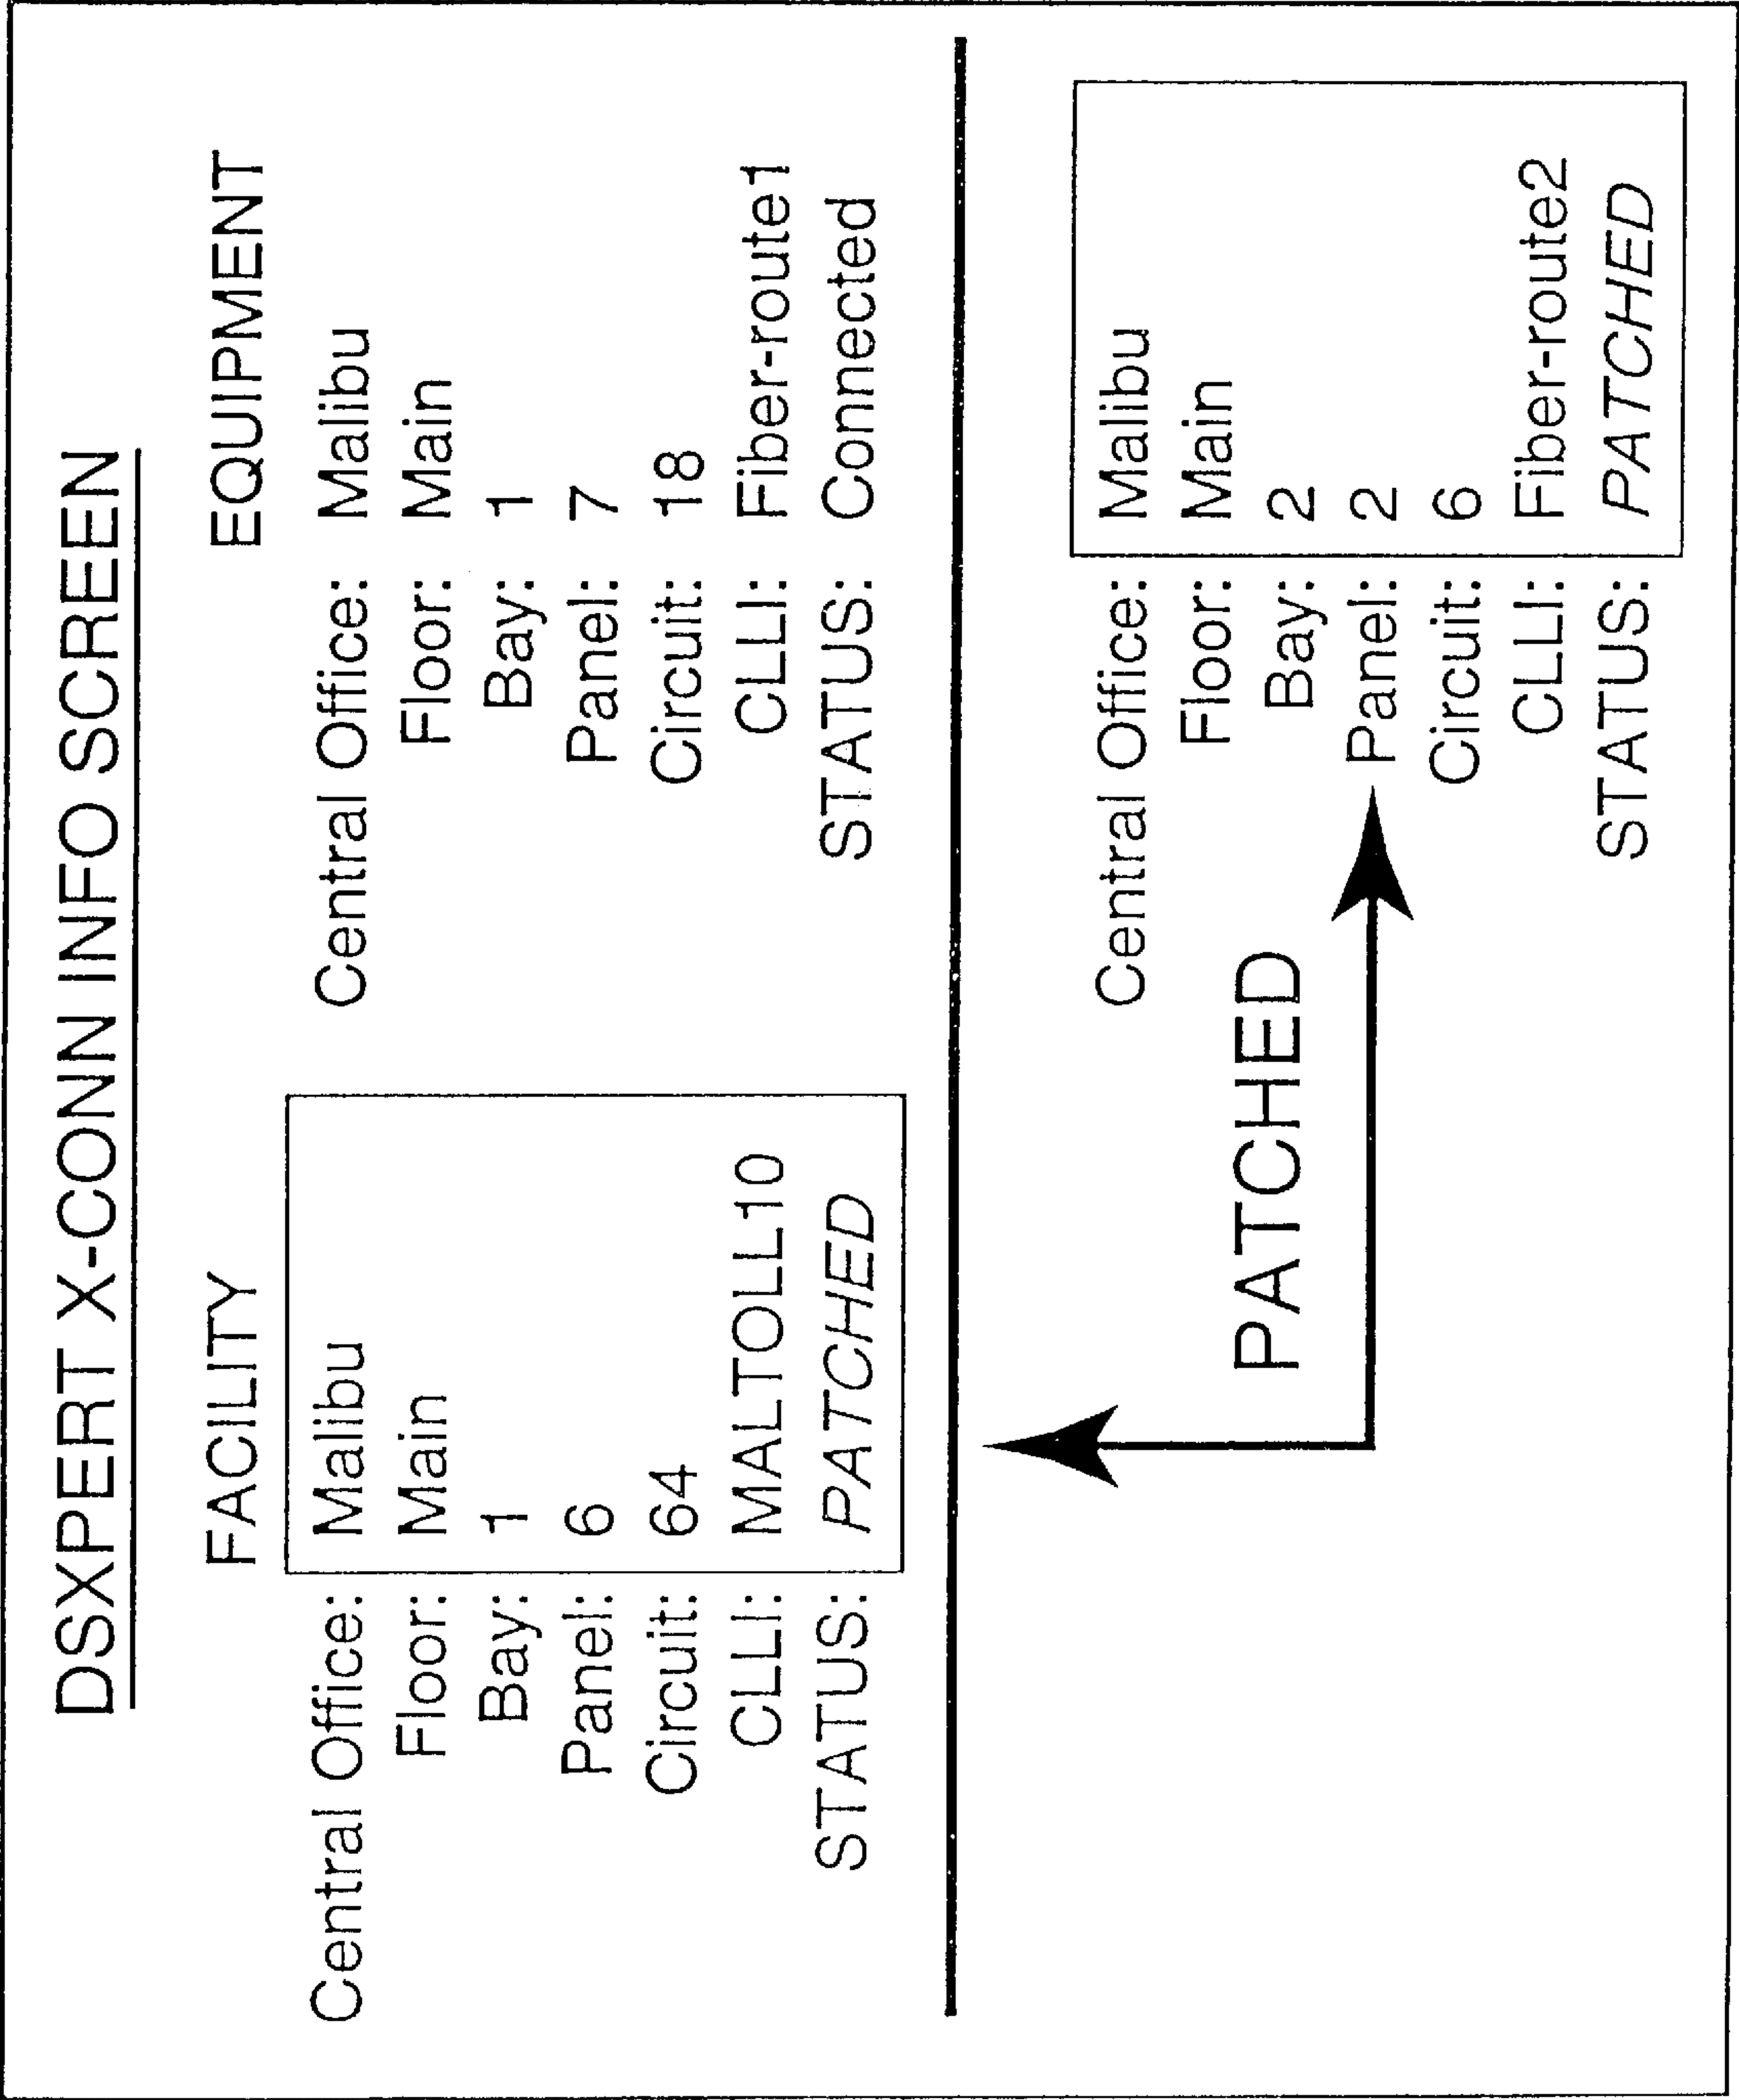 DSXPERT X-CONN INFO SCREEN
FACILITY
Central Office: Malibu
Floor: Main
Bay: 1
Panel: 6
Circuit: 64
CLLI: MALTOLL10
STATUS: PATCHED
EQUIPMENT
Central Office: Malibu
Floor: Main
Bay: 1
Panel: 7
Circuit: 18
CLLI: Fiber-route1
STATUS: Connected
PATCHED
Central Office: Malibu
Floor: Main
Bay: 2
Panel: 2
Circuit: 6
CLLI: Fiber-route2
STATUS: PATCHED